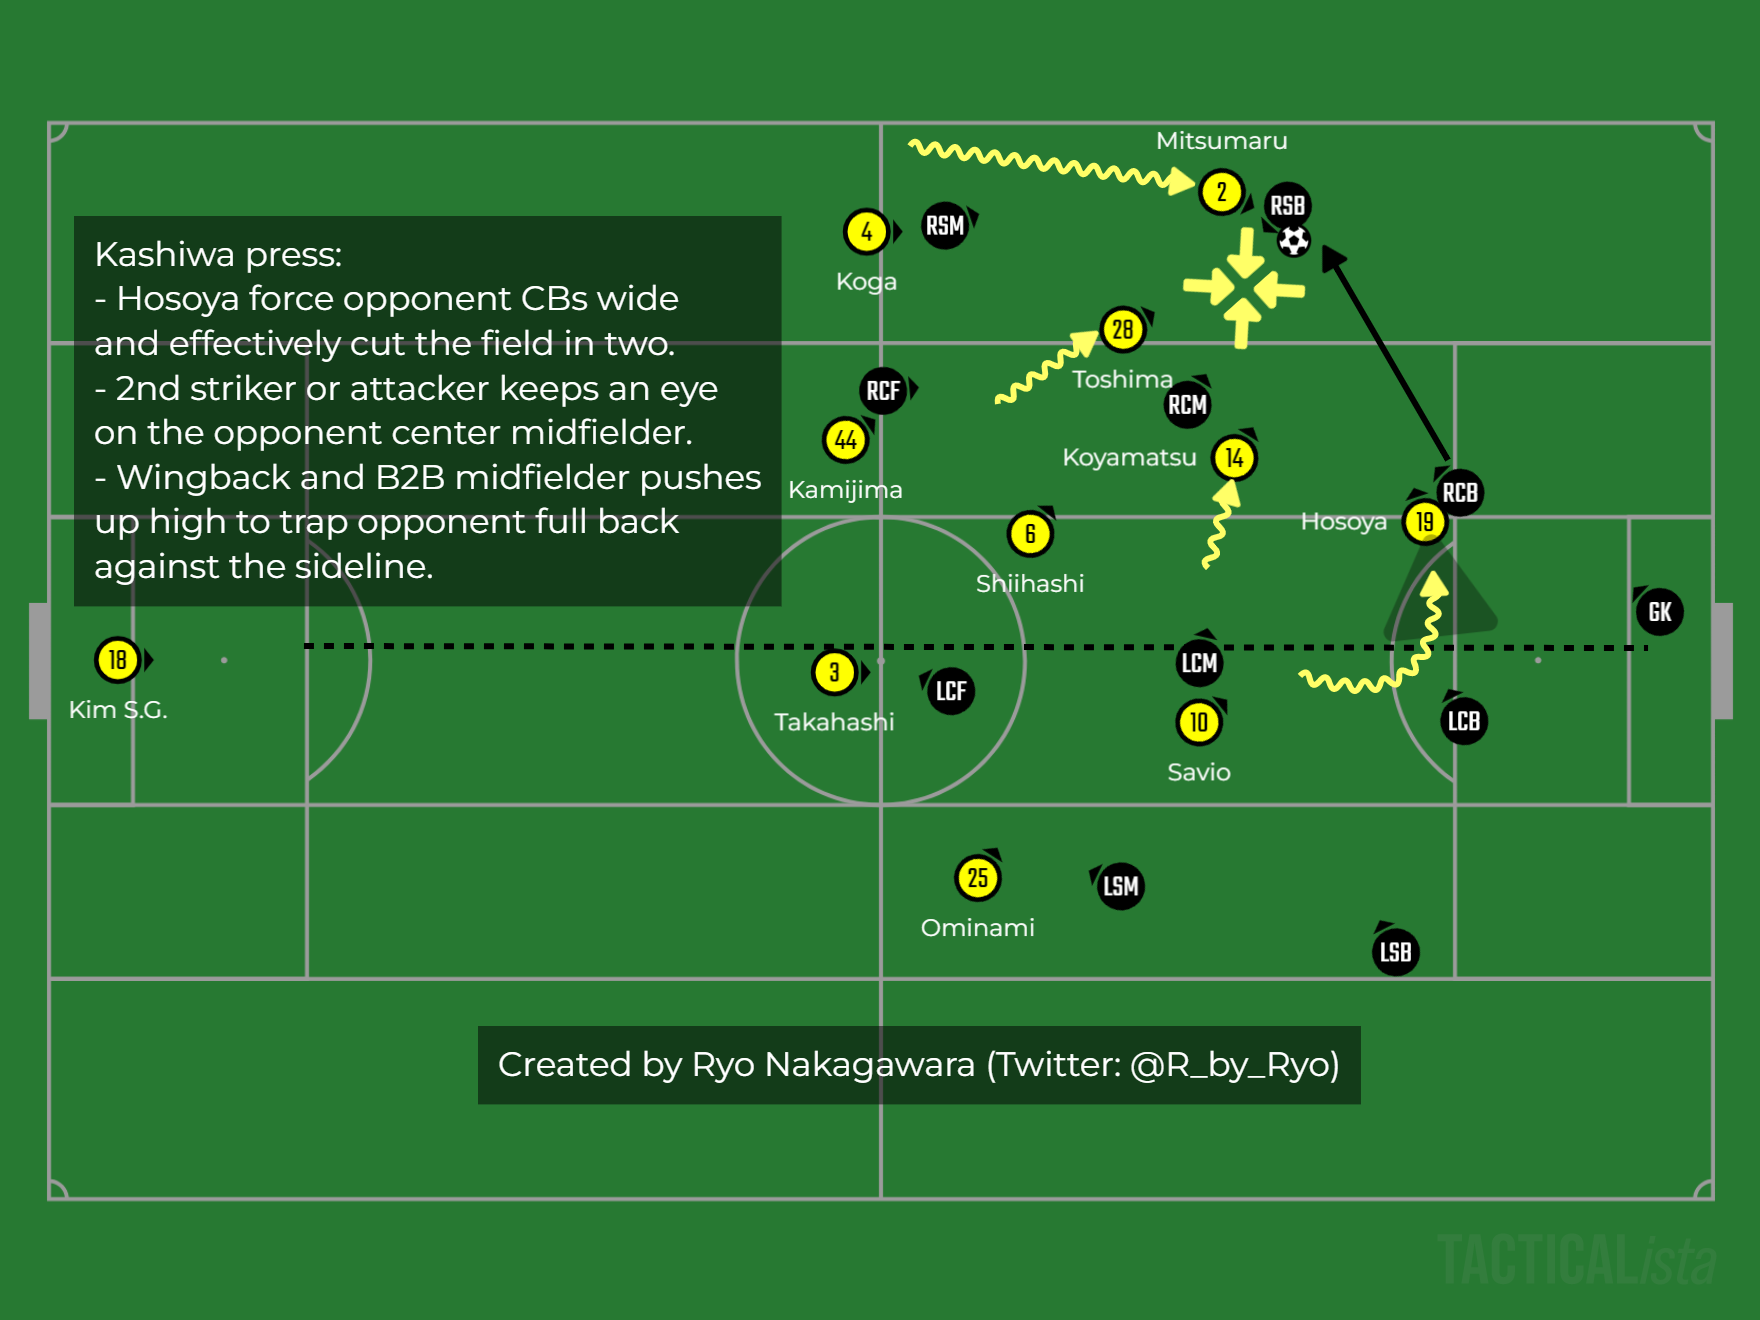 Mitsumaru
2
RSB
4
RSM
Koga
Kashiwa press:
- Hosoya force opponent CBs wide
and effectively cut the field in two.
- 2nd striker or attacker keeps an eye
on the opponent center midfielder.
- Wingback and B2B midfielder pushes
up high to trap opponent full back
against the sideline.
28
Toshima
RCF
RCM
44
Kamijima
Koyamatsu
14
RCB
Hosoya
19
6
Shiihashi
GK
18
Kim S.G.
3
Takahashi
LCF
LCM
10
Savio
LCB
25
Ominami
LSM
LSB
Created by Ryo Nakagawara (Twitter: @R_by_Ryo)
TACTICALista